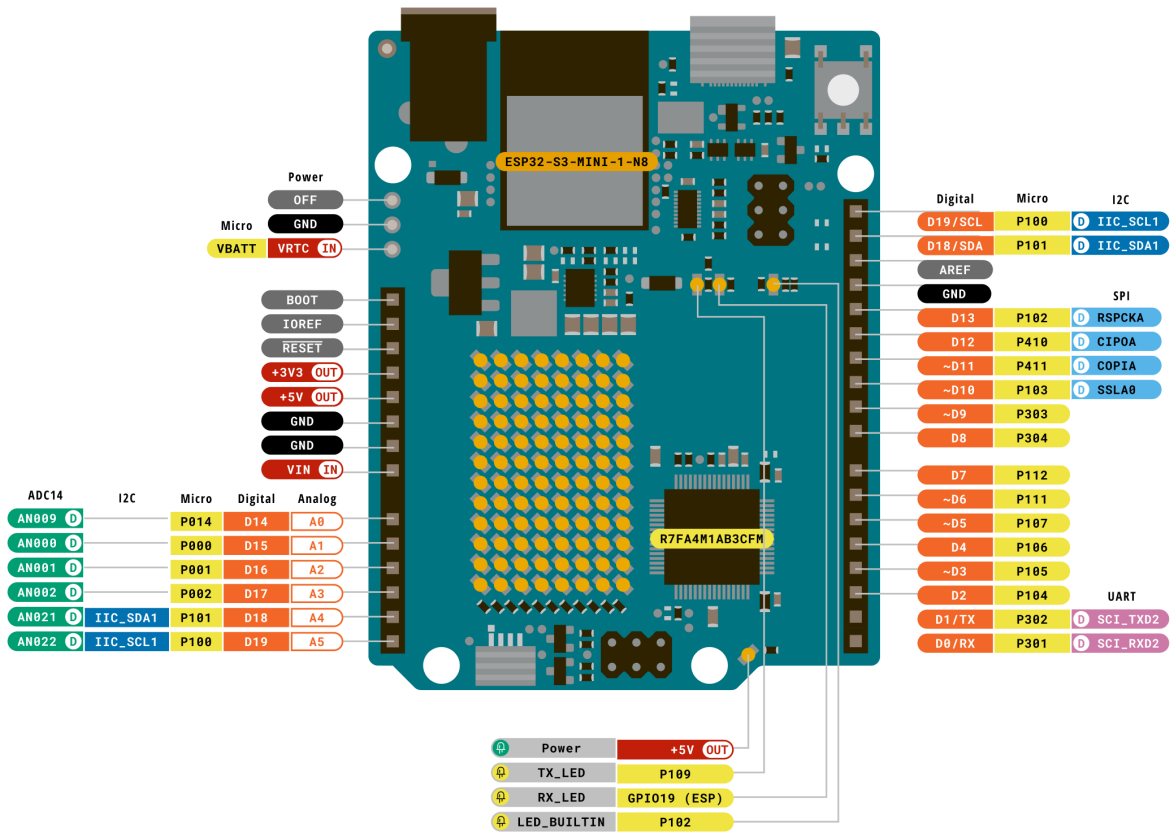 ESP32-S3-MINI-1-N8
Power
OFF
GND
Micro
VBATT VRTC IN
BOOT
IOREF
RESET
+3V3 OUT
+5V OUT
GND
GND
VIN IN
ADC14 I2C Micro Digital Analog
AN009 D P014 D14 A0
AN000 D P000 D15 A1
AN001 D P001 D16 A2
AN002 D P002 D17 A3
AN021 D IIC_SDA1 P101 D18 A4
AN022 D IIC_SCL1 P100 D19 A5
R7FA4M1AB3CFM
Digital Micro I2C
D19/SCL P100 D IIC_SCL1
D18/SDA P101 D IIC_SDA1
AREF
GND
SPI
D13 P102 D RSPCKA
D12 P410 D CIPOA
~D11 P411 D COPIA
~D10 P103 D SSLA0
~D9 P303
D8 P304
D7 P112
~D6 P111
~D5 P107
D4 P106
~D3 P105
D2 P104
UART
D1/TX P302 D SCI_TXD2
D0/RX P301 D SCI_RXD2
Power +5V OUT
TX_LED P109
RX_LED GPIO19 (ESP)
LED_BUILTIN P102